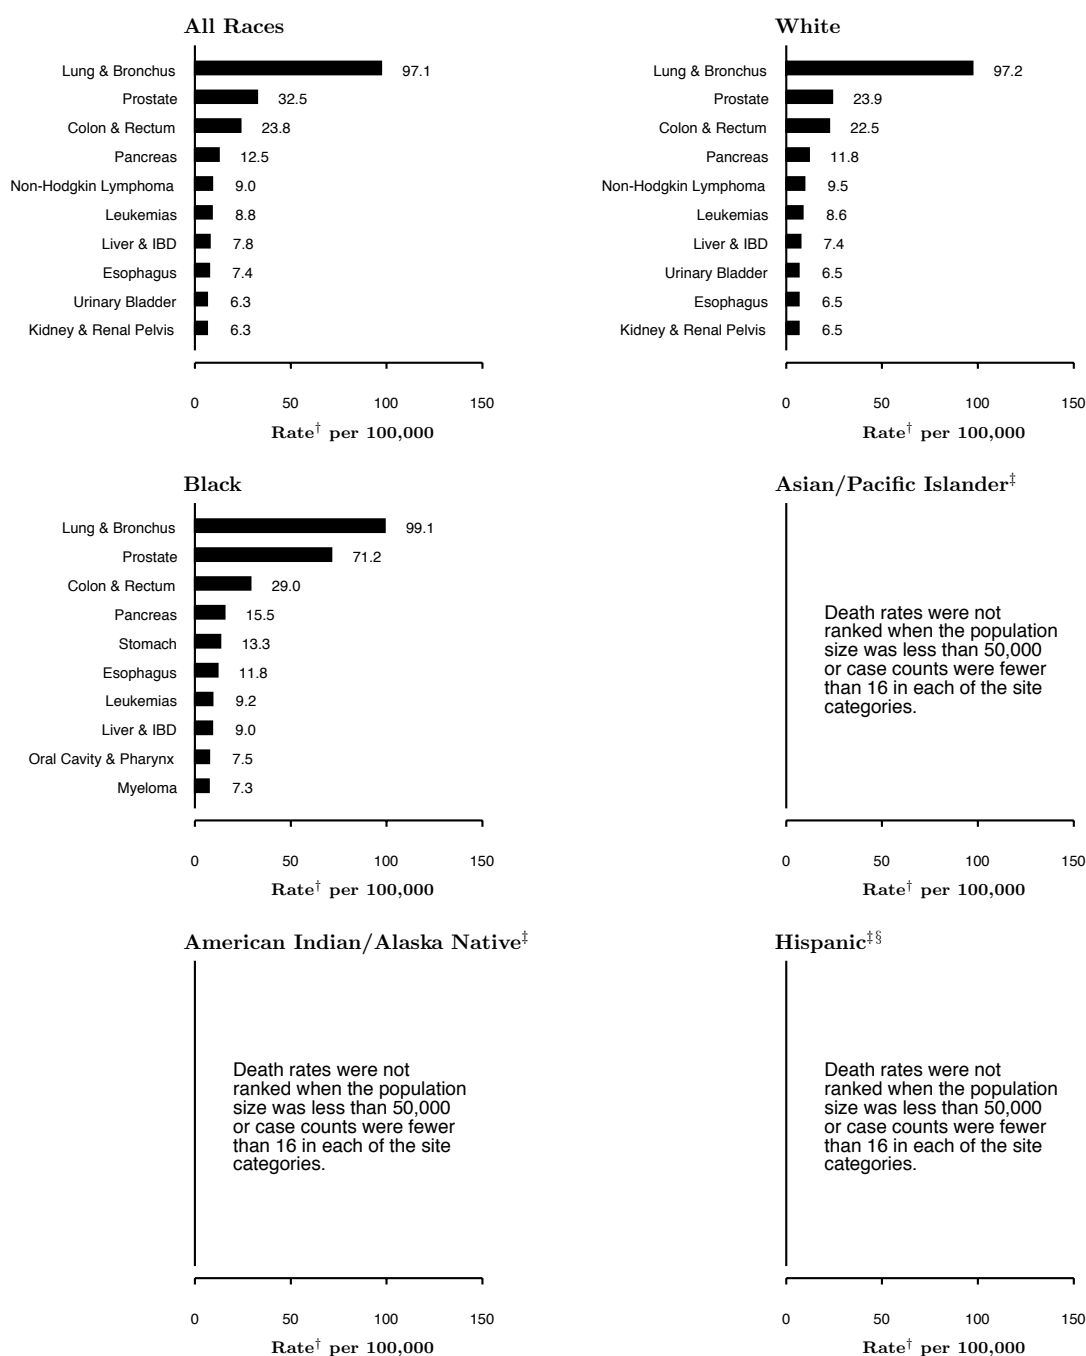 All Races
Lung & Bronchus 97.1
Prostate 32.5
Colon & Rectum 23.8
Pancreas 12.5
Non-Hodgkin Lymphoma 9.0
Leukemias 8.8
Liver & IBD 7.8
Esophagus 7.4
Urinary Bladder 6.3
Kidney & Renal Pelvis 6.3
0 50 100 150
Rate† per 100,000
White
Lung & Bronchus 97.2
Prostate 23.9
Colon & Rectum 22.5
Pancreas 11.8
Non-Hodgkin Lymphoma 9.5
Leukemias 8.6
Liver & IBD 7.4
Urinary Bladder 6.5
Esophagus 6.5
Kidney & Renal Pelvis 6.5
0 50 100 150
Rate† per 100,000
Black
Lung & Bronchus 99.1
Prostate 71.2
Colon & Rectum 29.0
Pancreas 15.5
Stomach 13.3
Esophagus 11.8
Leukemias 9.2
Liver & IBD 9.0
Oral Cavity & Pharynx 7.5
Myeloma 7.3
0 50 100 150
Rate† per 100,000
Asian/Pacific Islander‡
Death rates were not
ranked when the population
size was less than 50,000
or case counts were fewer
than 16 in each of the site
categories.
0 50 100 150
Rate† per 100,000
American Indian/Alaska Native‡
Death rates were not
ranked when the population
size was less than 50,000
or case counts were fewer
than 16 in each of the site
categories.
0 50 100 150
Rate† per 100,000
Hispanic‡§
Death rates were not
ranked when the population
size was less than 50,000
or case counts were fewer
than 16 in each of the site
categories.
0 50 100 150
Rate† per 100,000